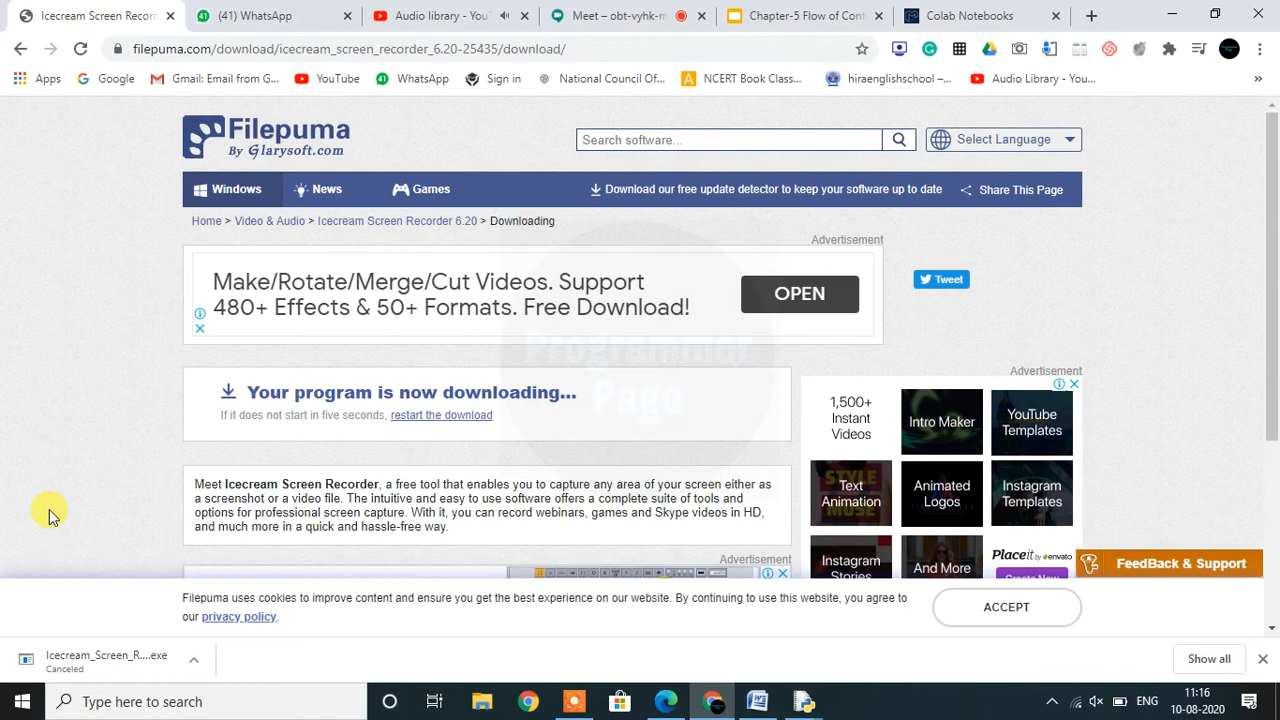 Icecream Screen Recor
(41) WhatsApp
Audio library - You
Meet – obt-vyhk-m
Chapter-5 Flow of Cont
Colab Notebooks
filepuma.com/download/icecream_screen_recorder_6.20-25435/download/
Apps
Google
Gmail: Email from G...
YouTube
WhatsApp
Sign in
National Council Of...
NCERT Book Class...
hiraenglishschool –...
Audio Library - You...
Filepuma
By Glarysoft.com
Search software...
Select Language
Windows
News
Games
Download our free update detector to keep your software up to date
Share This Page
Home > Video & Audio > Icecream Screen Recorder 6.20 > Downloading
Advertisement
Make/Rotate/Merge/Cut Videos. Support
480+ Effects & 50+ Formats. Free Download!
OPEN
Tweet
Programmer
Page
Your program is now downloading...
If it does not start in five seconds, restart the download
Advertisement
1,500+
Instant
Videos
Intro Maker
YouTube
Templates
STYLE
MUSE
Text
Animation
Animated
Logos
Instagram
Templates
Instagram
Stories
And More
Placeit by envato
Create Now
Meet Icecream Screen Recorder, a free tool that enables you to capture any area of your screen either as
a screenshot or a video file. The intuitive and easy to use software offers a complete suite of tools and
options for professional screen capture. With it, you can record webinars, games and Skype videos in HD,
and much more in a quick and hassle-free way.
Advertisement
FeedBack & Support
Filepuma uses cookies to improve content and ensure you get the best experience on our website. By continuing to use this website, you agree to
our privacy policy.
ACCEPT
Icecream_Screen_R....exe
Canceled
Show all
Type here to search
ENG
11:16
10-08-2020